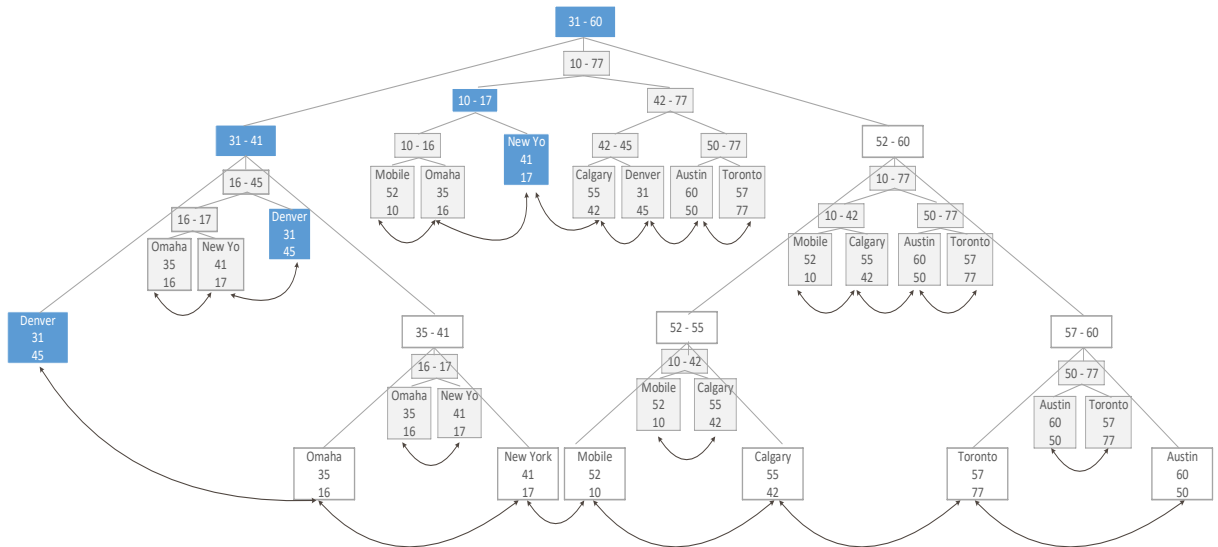 31 - 60
10 - 77
10 - 17
42 - 77
31 - 41
52 - 60
10 - 16
New Yo
41
17
42 - 45
50 - 77
Mobile
52
10
Omaha
35
16
Calgary
55
42
Denver
31
45
Austin
60
50
Toronto
57
77
16 - 45
10 - 77
16 - 17
Denver
31
45
10 - 42
50 - 77
Omaha
35
16
New Yo
41
17
Mobile
52
10
Calgary
55
42
Austin
60
50
Toronto
57
77
Denver
31
45
35 - 41
52 - 55
57 - 60
16 - 17
10 - 42
50 - 77
Omaha
35
16
New Yo
41
17
Mobile
52
10
Calgary
55
42
Austin
60
50
Toronto
57
77
Omaha
35
16
New York
41
17
Mobile
52
10
Calgary
55
42
Toronto
57
77
Austin
60
50